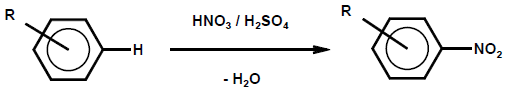 R
H
HNO3 / H2SO4
- H2O
R
NO2